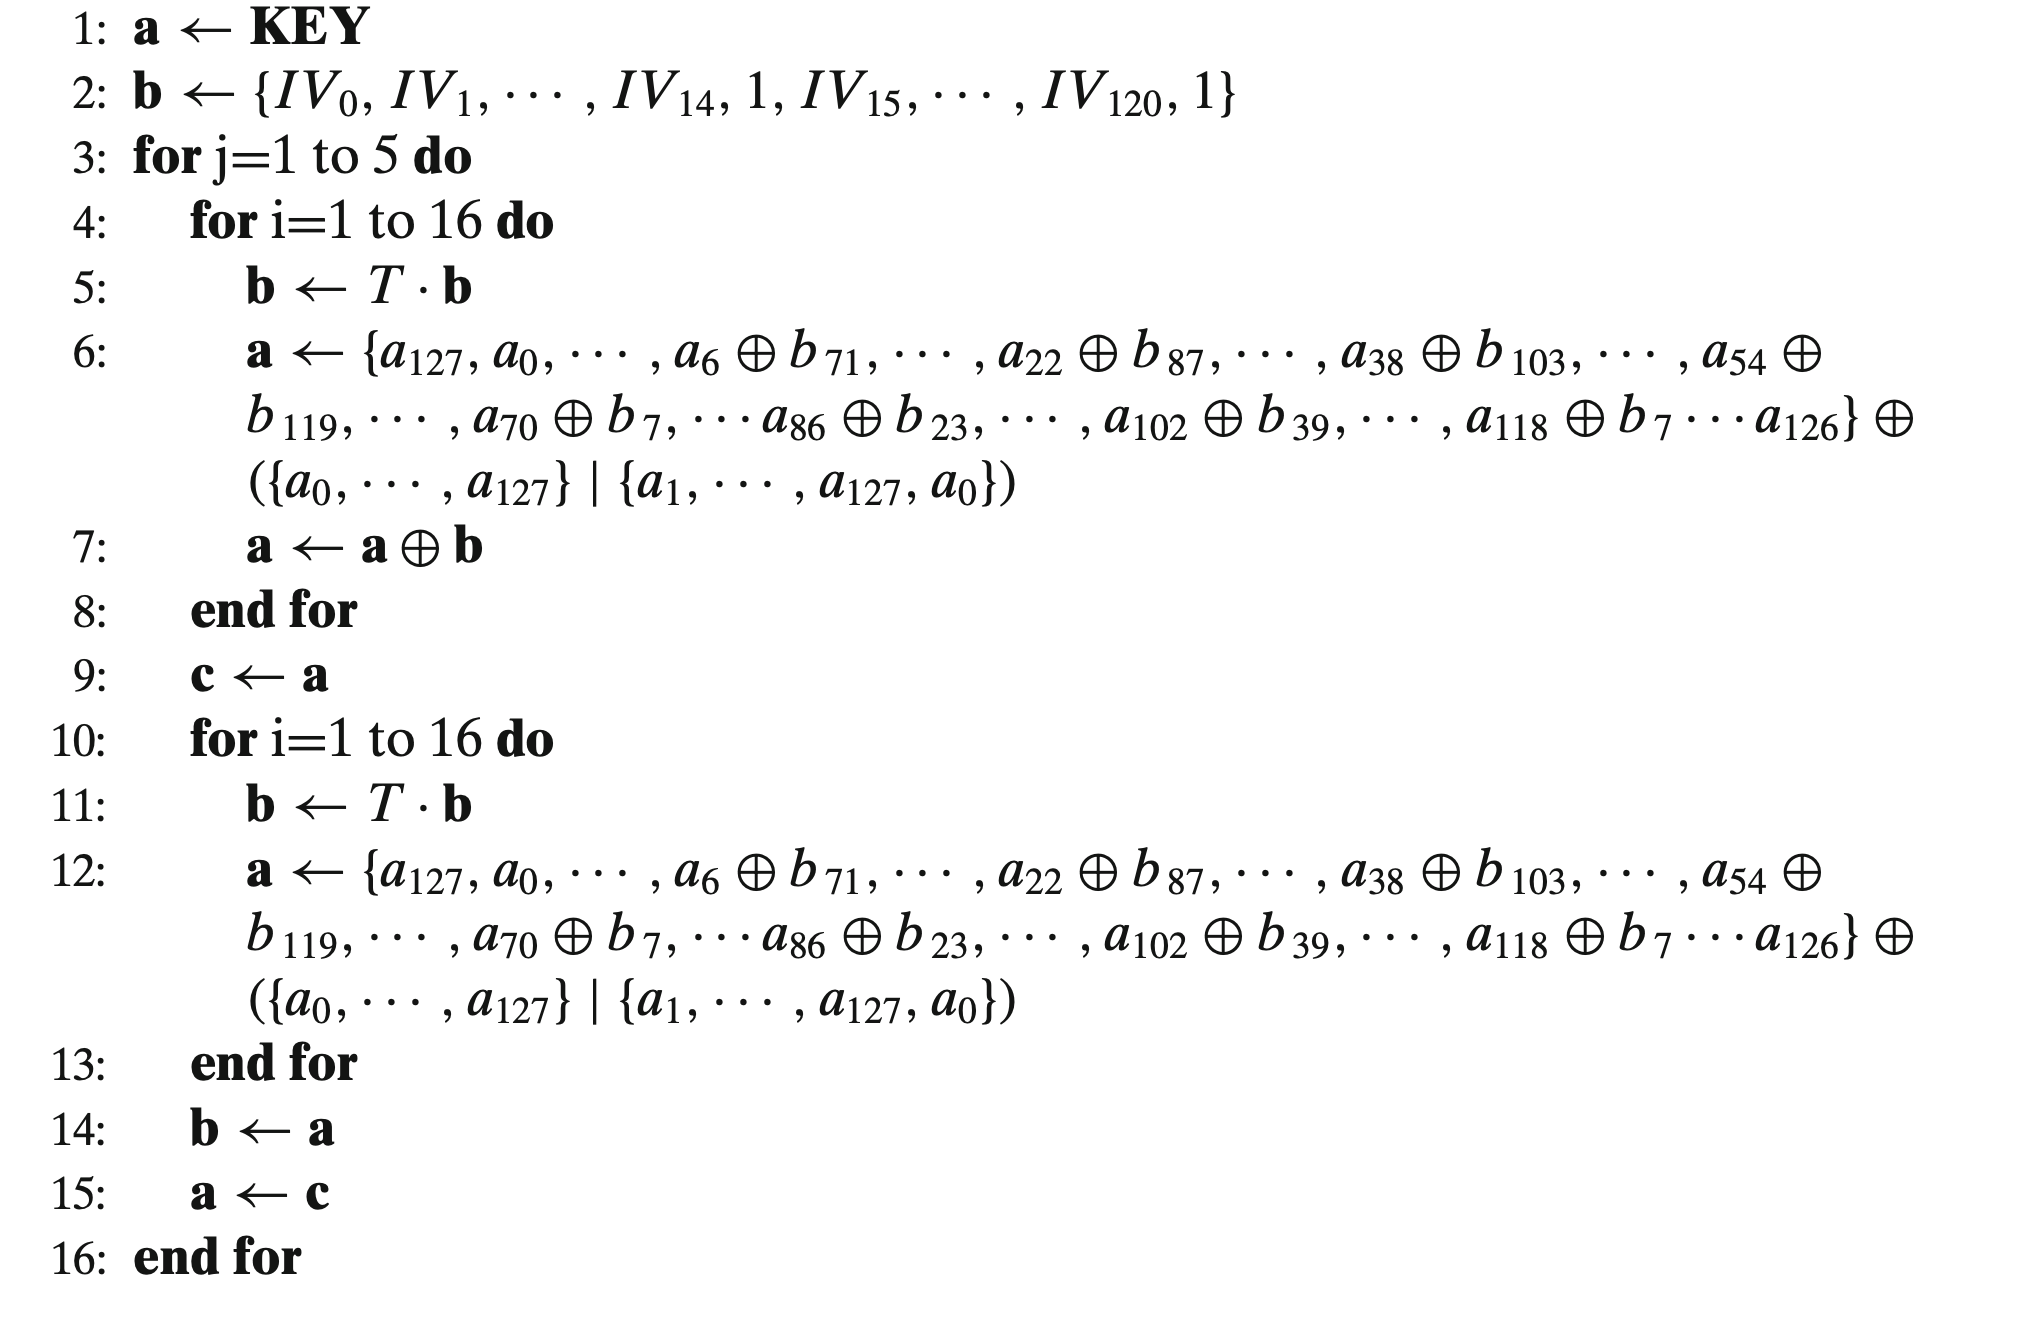 1: a ← KEY
2: b ← {IV₀, IV₁, ⋯ , IV₁₄, 1, IV₁₅, ⋯ , IV₁₂₀, 1}
3: for j=1 to 5 do
4: for i=1 to 16 do
5: b ← T · b
6: a ← {a₁₂₇, a₀, ⋯ , a₆ ⊕ b₇₁, ⋯ , a₂₂ ⊕ b₈₇, ⋯ , a₃₈ ⊕ b₁₀₃, ⋯ , a₅₄ ⊕
b₁₁₉, ⋯ , a₇₀ ⊕ b₇, ⋯ a₈₆ ⊕ b₂₃, ⋯ , a₁₀₂ ⊕ b₃₉, ⋯ , a₁₁₈ ⊕ b₇ ⋯ a₁₂₆} ⊕
({a₀, ⋯ , a₁₂₇} | {a₁, ⋯ , a₁₂₇, a₀})
7: a ← a ⊕ b
8: end for
9: c ← a
10: for i=1 to 16 do
11: b ← T · b
12: a ← {a₁₂₇, a₀, ⋯ , a₆ ⊕ b₇₁, ⋯ , a₂₂ ⊕ b₈₇, ⋯ , a₃₈ ⊕ b₁₀₃, ⋯ , a₅₄ ⊕
b₁₁₉, ⋯ , a₇₀ ⊕ b₇, ⋯ a₈₆ ⊕ b₂₃, ⋯ , a₁₀₂ ⊕ b₃₉, ⋯ , a₁₁₈ ⊕ b₇ ⋯ a₁₂₆} ⊕
({a₀, ⋯ , a₁₂₇} | {a₁, ⋯ , a₁₂₇, a₀})
13: end for
14: b ← a
15: a ← c
16: end for